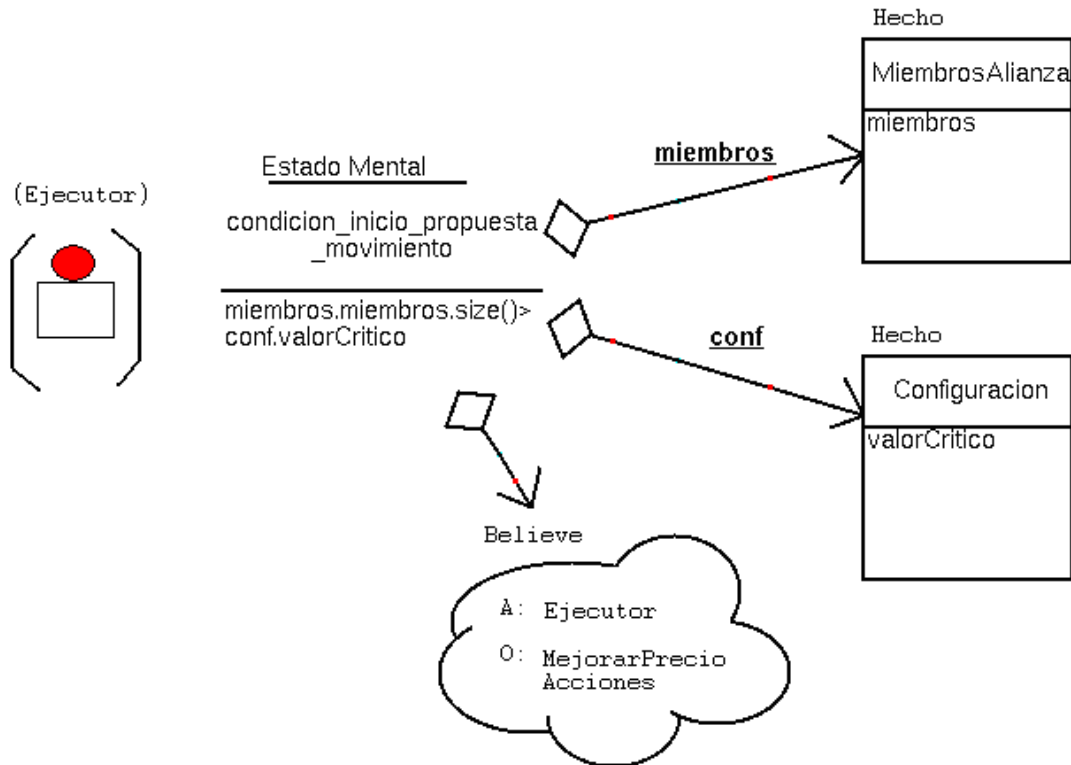 Hecho
MiembrosAlianza
miembros
miembros
Estado Mental
(Ejecutor)
condicion_inicio_propuesta
_movimiento
miembros.miembros.size()>
conf.valorCritico
conf
Hecho
Configuracion
valorCritico
Believe
A: Ejecutor
O: MejorarPrecio
Acciones